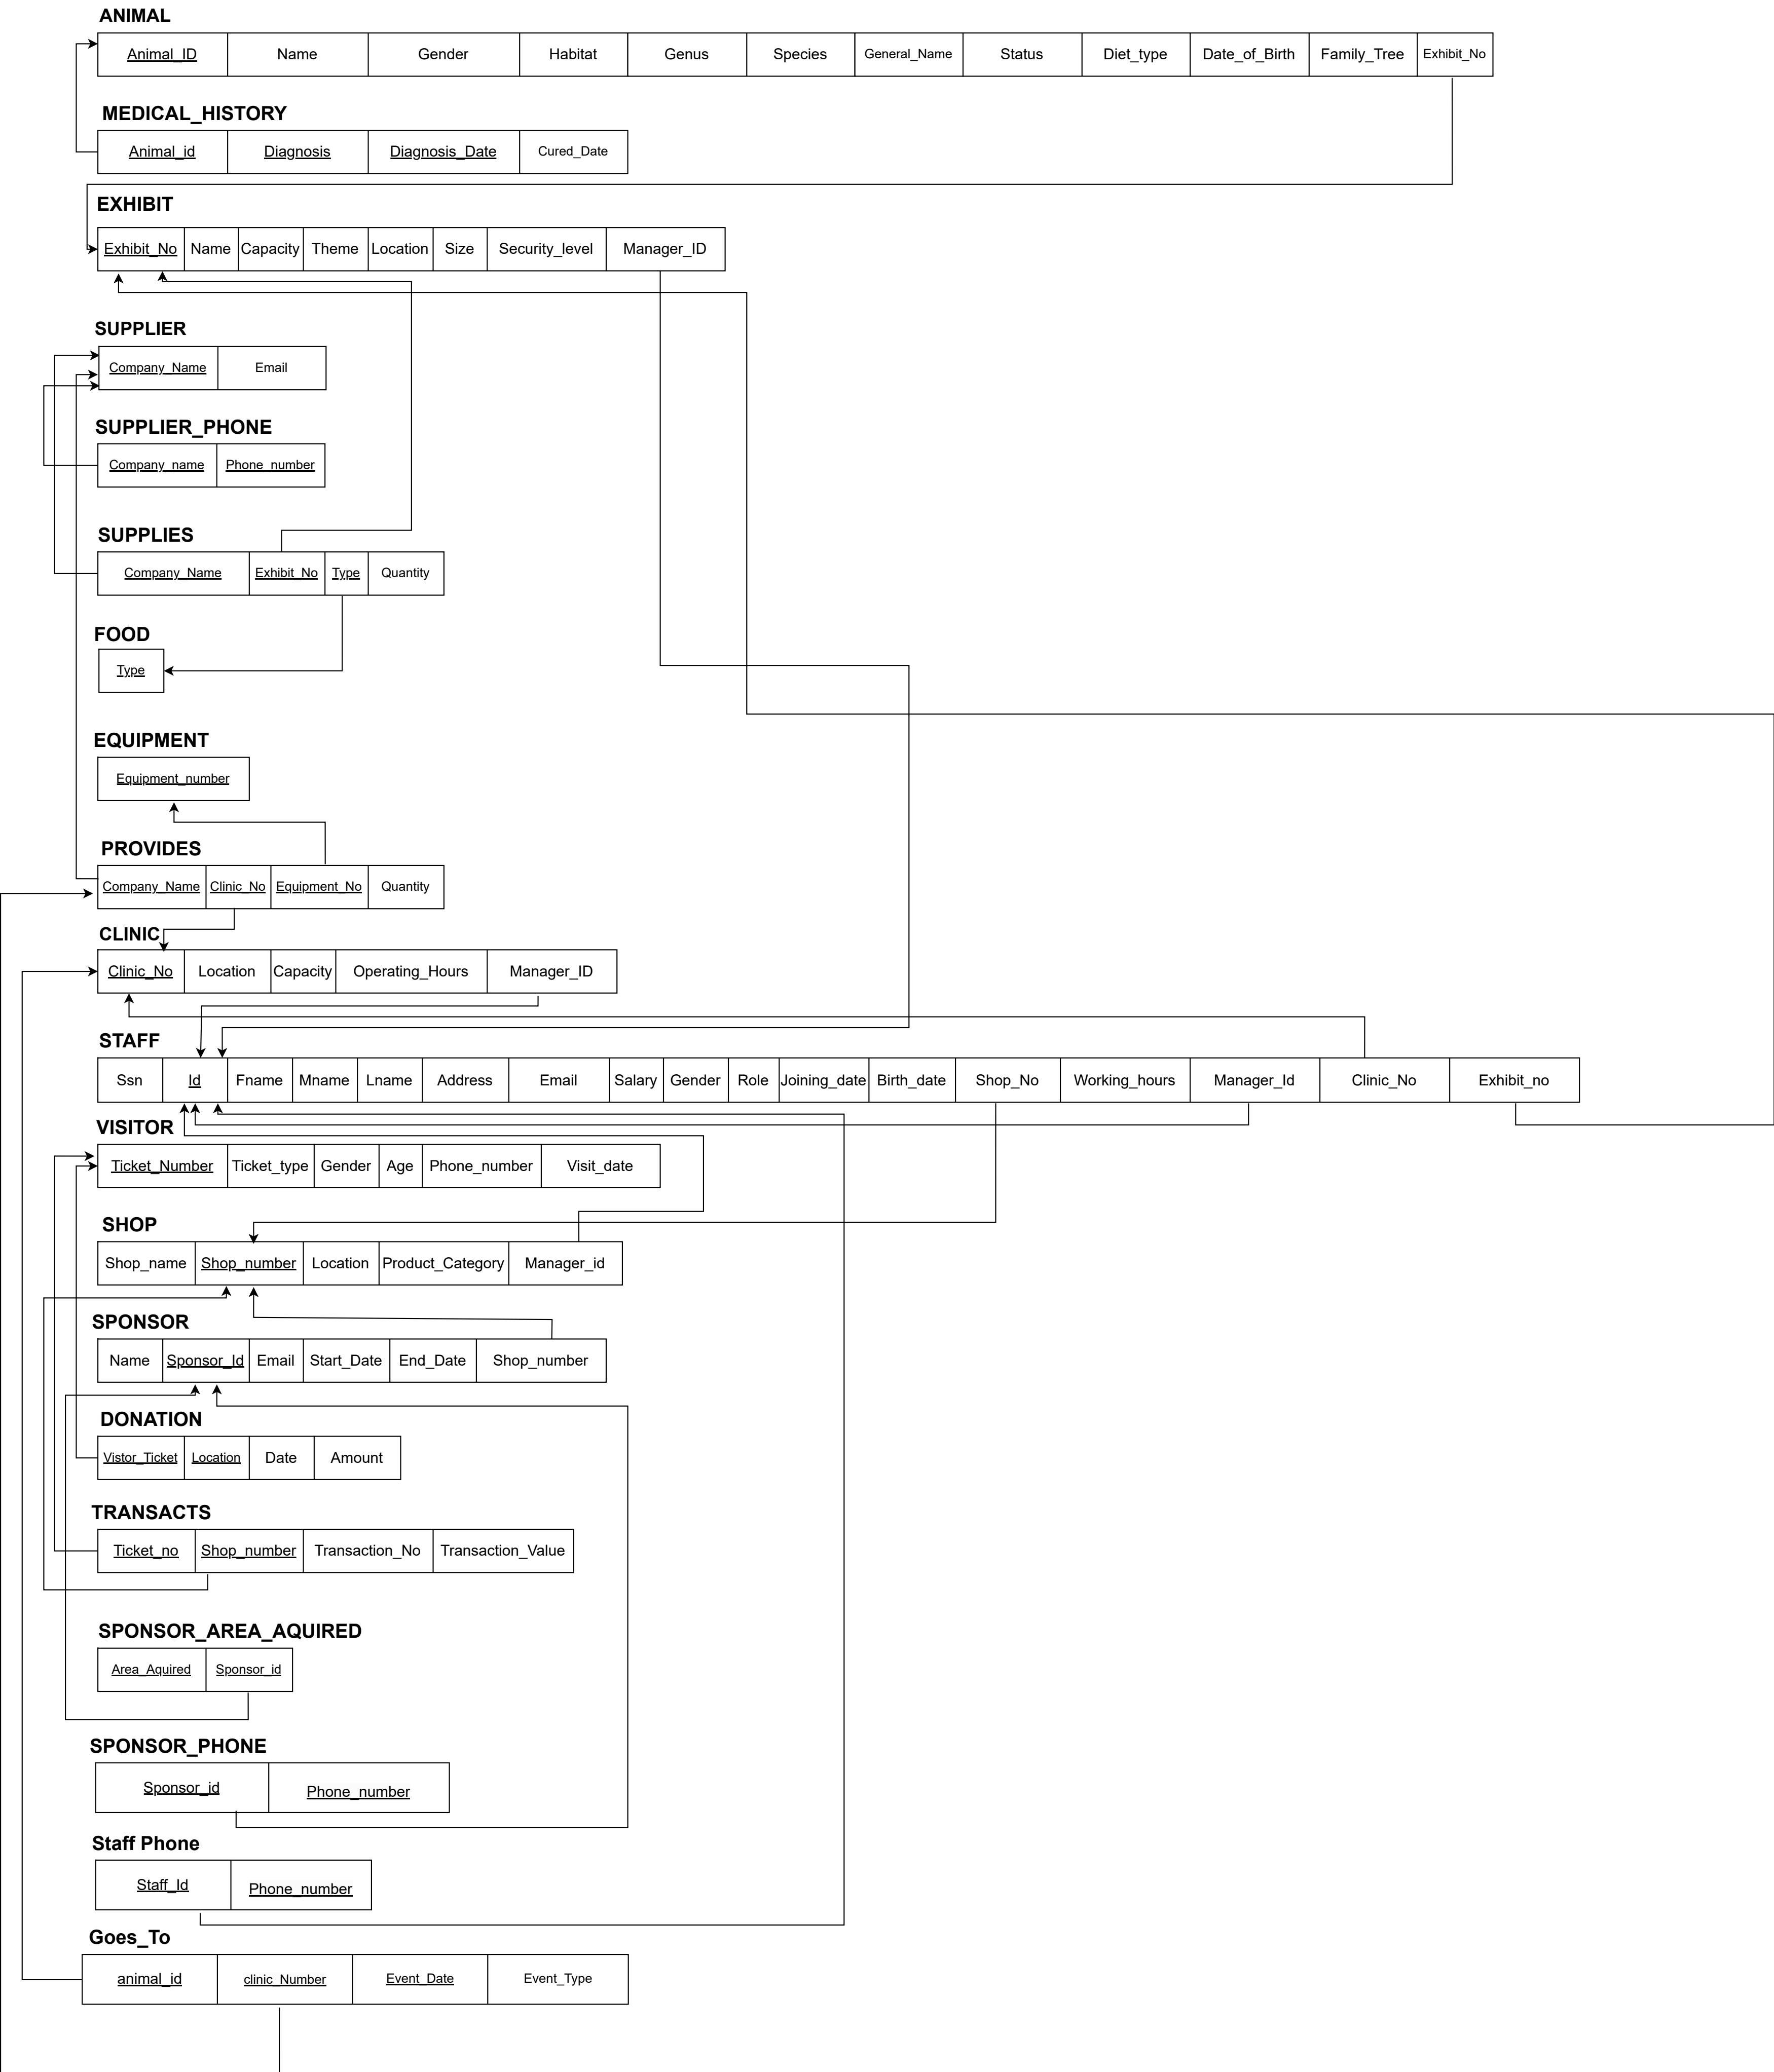 ANIMAL
Animal_ID Name Gender Habitat Genus Species General_Name Status Diet_type Date_of_Birth Family_Tree Exhibit_No
MEDICAL_HISTORY
Animal_id Diagnosis Diagnosis_Date Cured_Date
EXHIBIT
Exhibit_No Name Capacity Theme Location Size Security_level Manager_ID
SUPPLIER
Company_Name Email
SUPPLIER_PHONE
Company_name Phone_number
SUPPLIES
Company_Name Exhibit_No Type Quantity
FOOD
Type
EQUIPMENT
Equipment_number
PROVIDES
Company_Name Clinic_No Equipment_No Quantity
CLINIC
Clinic_No Location Capacity Operating_Hours Manager_ID
STAFF
Ssn Id Fname Mname Lname Address Email Salary Gender Role Joining_date Birth_date Shop_No Working_hours Manager_Id Clinic_No Exhibit_no
VISITOR
Ticket_Number Ticket_type Gender Age Phone_number Visit_date
SHOP
Shop_name Shop_number Location Product_Category Manager_id
SPONSOR
Name Sponsor_Id Email Start_Date End_Date Shop_number
DONATION
Vistor_Ticket Location Date Amount
TRANSACTS
Ticket_no Shop_number Transaction_No Transaction_Value
SPONSOR_AREA_AQUIRED
Area_Aquired Sponsor_id
SPONSOR_PHONE
Sponsor_id Phone_number
Staff Phone
Staff_Id Phone_number
Goes_To
animal_id clinic_Number Event_Date Event_Type